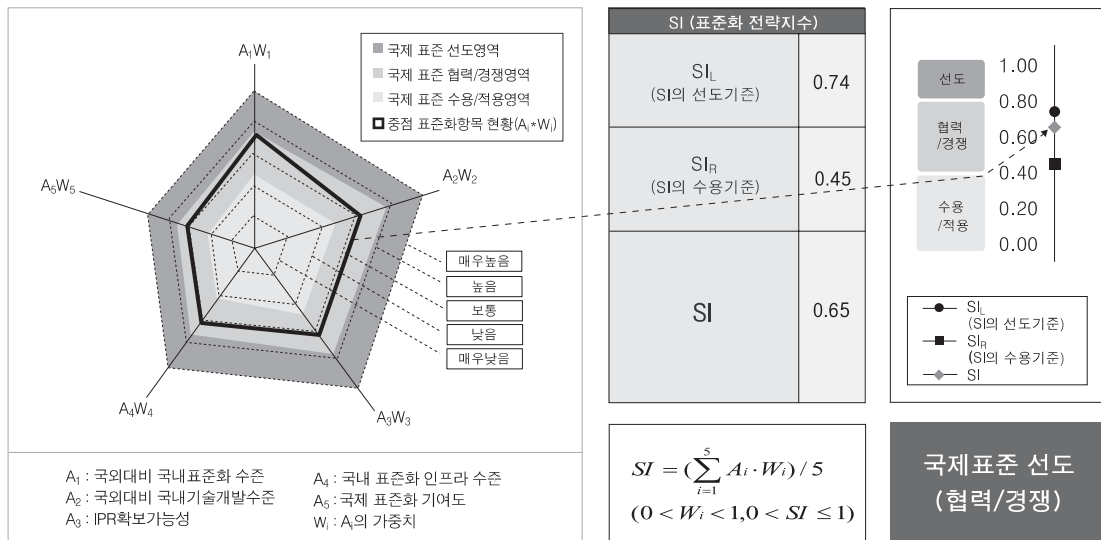 A₁W₁
국제 표준 선도영역
국제 표준 협력/경쟁영역
국제 표준 수용/적용영역
중점 표준화항목 현황(Aᵢ*Wᵢ)
A₅W₅
A₂W₂
매우높음
높음
보통
낮음
매우낮음
A₄W₄
A₃W₃
A₁ : 국외대비 국내표준화 수준
A₂ : 국외대비 국내기술개발수준
A₃ : IPR확보가능성
A₄ : 국내 표준화 인프라 수준
A₅ : 국제 표준화 기여도
Wᵢ : Aᵢ의 가중치
SI (표준화 전략지수)
SI_L
(SI의 선도기준)
0.74
SI_R
(SI의 수용기준)
0.45
SI
0.65
SI = (∑_{i=1}^{5} Aᵢ · Wᵢ) / 5
(0 < Wᵢ < 1,0 < SI ≤ 1)
선도
협력
/경쟁
수용
/적용
1.00
0.80
0.60
0.40
0.20
0.00
SI_L
(SI의 선도기준)
SI_R
(SI의 수용기준)
SI
국제표준 선도
(협력/경쟁)